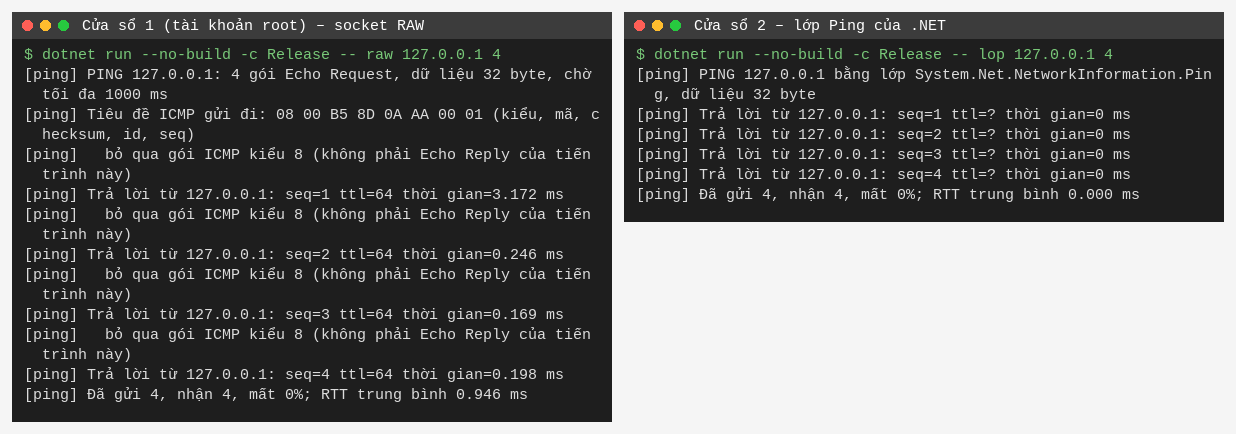 Cửa sổ 1 (tài khoản root) – socket RAW
$ dotnet run --no-build -c Release -- raw 127.0.0.1 4
[ping] PING 127.0.0.1: 4 gói Echo Request, dữ liệu 32 byte, chờ
tối đa 1000 ms
[ping] Tiêu đề ICMP gửi đi: 08 00 B5 8D 0A AA 00 01 (kiểu, mã, c
hecksum, id, seq)
[ping]   bỏ qua gói ICMP kiểu 8 (không phải Echo Reply của tiến
trình này)
[ping] Trả lời từ 127.0.0.1: seq=1 ttl=64 thời gian=3.172 ms
[ping]   bỏ qua gói ICMP kiểu 8 (không phải Echo Reply của tiến
trình này)
[ping] Trả lời từ 127.0.0.1: seq=2 ttl=64 thời gian=0.246 ms
[ping]   bỏ qua gói ICMP kiểu 8 (không phải Echo Reply của tiến
trình này)
[ping] Trả lời từ 127.0.0.1: seq=3 ttl=64 thời gian=0.169 ms
[ping]   bỏ qua gói ICMP kiểu 8 (không phải Echo Reply của tiến
trình này)
[ping] Trả lời từ 127.0.0.1: seq=4 ttl=64 thời gian=0.198 ms
[ping] Đã gửi 4, nhận 4, mất 0%; RTT trung bình 0.946 ms
Cửa sổ 2 – lớp Ping của .NET
$ dotnet run --no-build -c Release -- lop 127.0.0.1 4
[ping] PING 127.0.0.1 bằng lớp System.Net.NetworkInformation.Pin
g, dữ liệu 32 byte
[ping] Trả lời từ 127.0.0.1: seq=1 ttl=? thời gian=0 ms
[ping] Trả lời từ 127.0.0.1: seq=2 ttl=? thời gian=0 ms
[ping] Trả lời từ 127.0.0.1: seq=3 ttl=? thời gian=0 ms
[ping] Trả lời từ 127.0.0.1: seq=4 ttl=? thời gian=0 ms
[ping] Đã gửi 4, nhận 4, mất 0%; RTT trung bình 0.000 ms